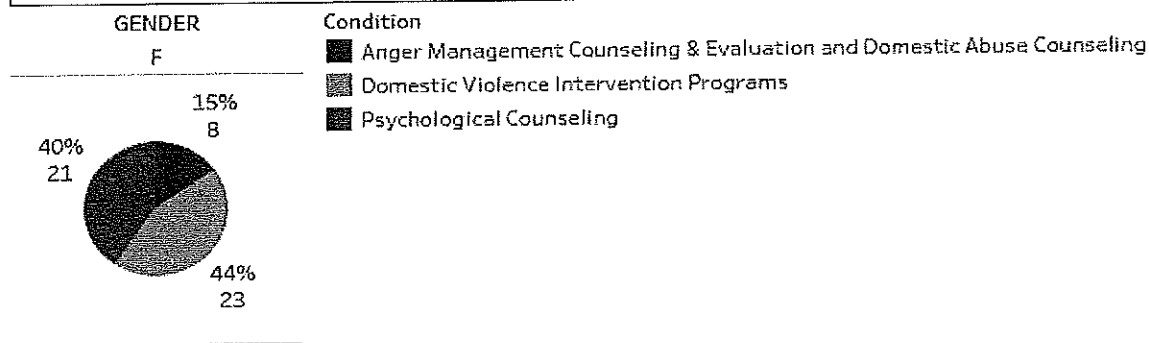 GENDER
F
Condition
Anger Management Counseling & Evaluation and Domestic Abuse Counseling
Domestic Violence Intervention Programs
Psychological Counseling
15%
8
40%
21
44%
23